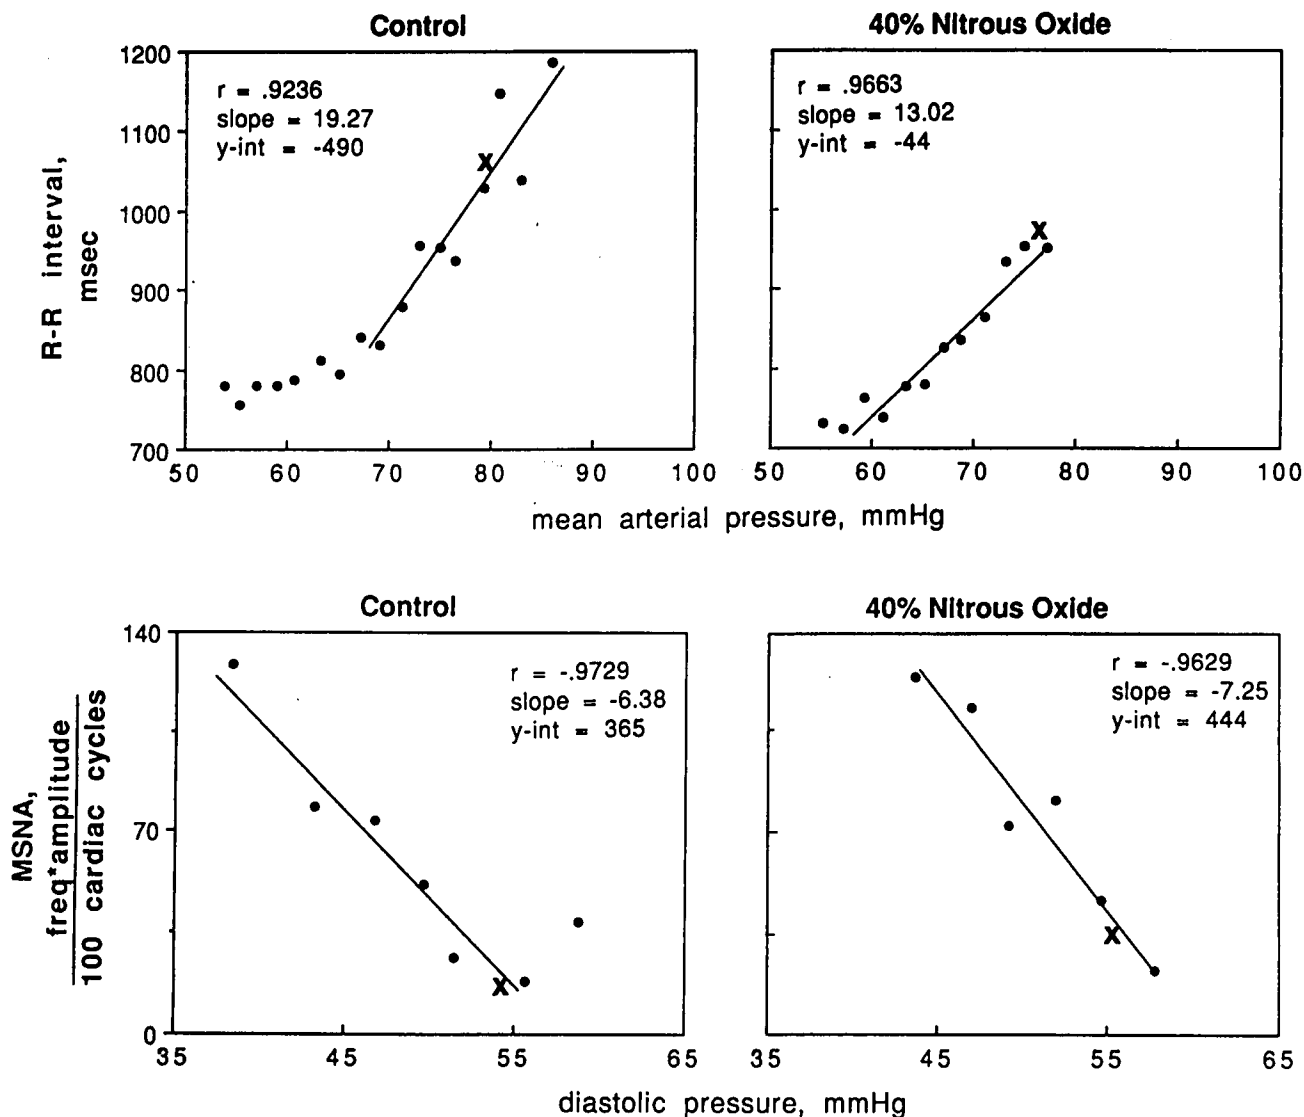 Control
40% Nitrous Oxide
1200
1100
1000
900
800
700
R-R interval,
msec
r = .9236
slope = 19.27
y-int = -490
X
r = .9663
slope = 13.02
y-int = -44
X
50 60 70 80 90 100
50 60 70 80 90 100
mean arterial pressure, mmHg
Control
40% Nitrous Oxide
140
70
0
MSNA,
freq*amplitude
100 cardiac cycles
r = -.9729
slope = -6.38
y-int = 365
X
r = -.9629
slope = -7.25
y-int = 444
X
35 45 55 65
35 45 55 65
diastolic pressure, mmHg